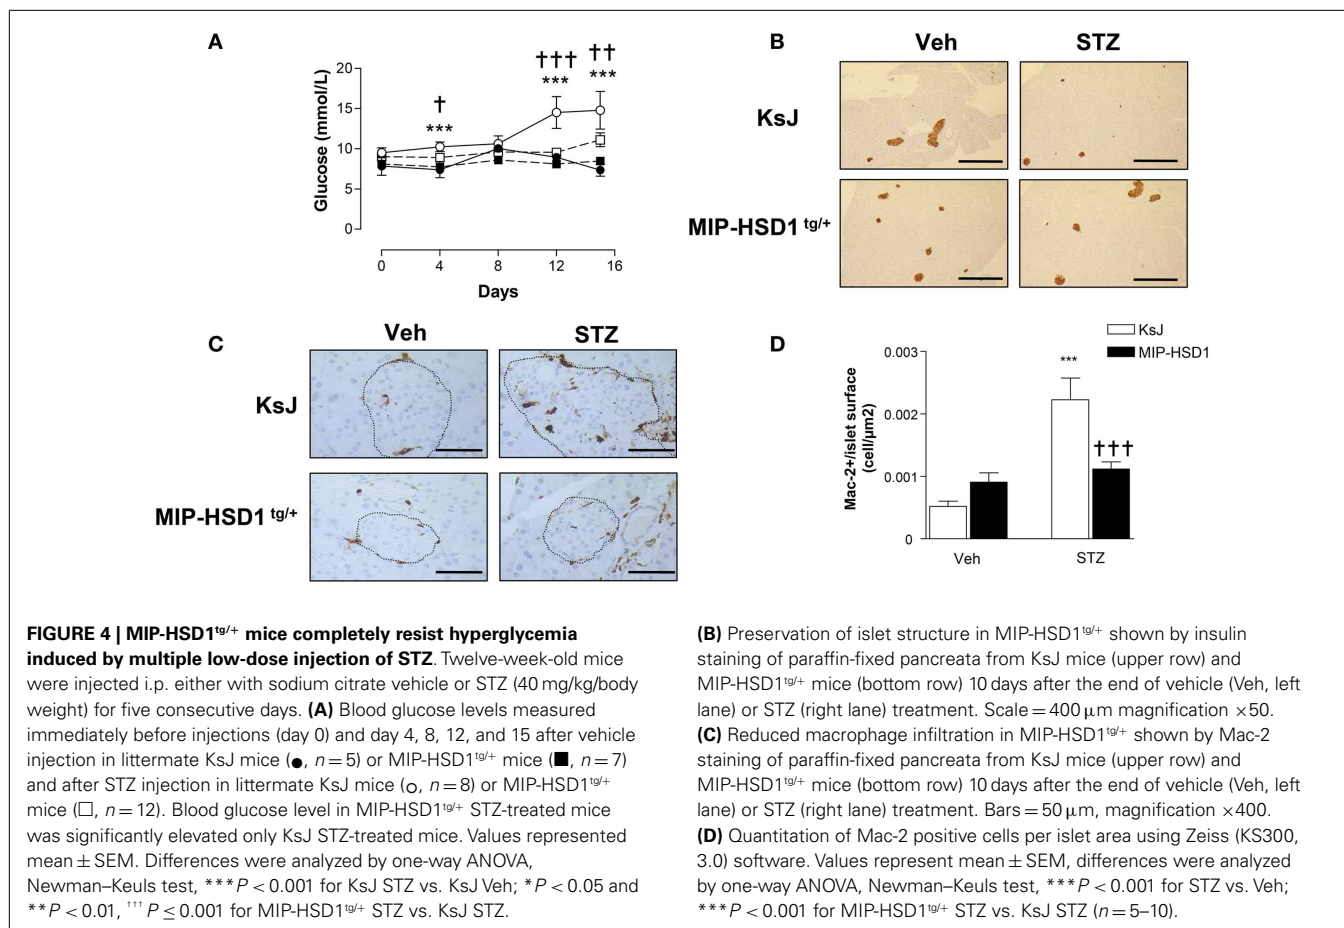 A
Glucose (mmol/L)
20
15
10
5
0
†
***
†††
***
††
***
0 4 8 12 16
Days
B
Veh STZ
KsJ
MIP-HSD1 tg/+
C
Veh STZ
KsJ
MIP-HSD1 tg/+
D
KsJ
MIP-HSD1
Mac-2+/islet surface
(cell/µm2)
0.003
0.002
0.001
0
***
†††
Veh STZ
FIGURE 4 | MIP-HSD1tg/+ mice completely resist hyperglycemia
induced by multiple low-dose injection of STZ. Twelve-week-old mice
were injected i.p. either with sodium citrate vehicle or STZ (40 mg/kg/body
weight) for five consecutive days. (A) Blood glucose levels measured
immediately before injections (day 0) and day 4, 8, 12, and 15 after vehicle
injection in littermate KsJ mice (●, n = 5) or MIP-HSD1tg/+ mice (■, n = 7)
and after STZ injection in littermate KsJ mice (○, n = 8) or MIP-HSD1tg/+
mice (□, n = 12). Blood glucose level in MIP-HSD1tg/+ STZ-treated mice
was significantly elevated only KsJ STZ-treated mice. Values represented
mean ± SEM. Differences were analyzed by one-way ANOVA,
Newman–Keuls test, ***P < 0.001 for KsJ STZ vs. KsJ Veh; *P < 0.05 and
**P < 0.01, †††P ≤ 0.001 for MIP-HSD1tg/+ STZ vs. KsJ STZ.
(B) Preservation of islet structure in MIP-HSD1tg/+ shown by insulin
staining of paraffin-fixed pancreata from KsJ mice (upper row) and
MIP-HSD1tg/+ mice (bottom row) 10 days after the end of vehicle (Veh, left
lane) or STZ (right lane) treatment. Scale = 400 µm magnification ×50.
(C) Reduced macrophage infiltration in MIP-HSD1tg/+ shown by Mac-2
staining of paraffin-fixed pancreata from KsJ mice (upper row) and
MIP-HSD1tg/+ mice (bottom row) 10 days after the end of vehicle (Veh, left
lane) or STZ (right lane) treatment. Bars = 50 µm, magnification ×400.
(D) Quantitation of Mac-2 positive cells per islet area using Zeiss (KS300,
3.0) software. Values represent mean ± SEM, differences were analyzed
by one-way ANOVA, Newman–Keuls test, ***P < 0.001 for STZ vs. Veh;
***P < 0.001 for MIP-HSD1tg/+ STZ vs. KsJ STZ (n = 5–10).